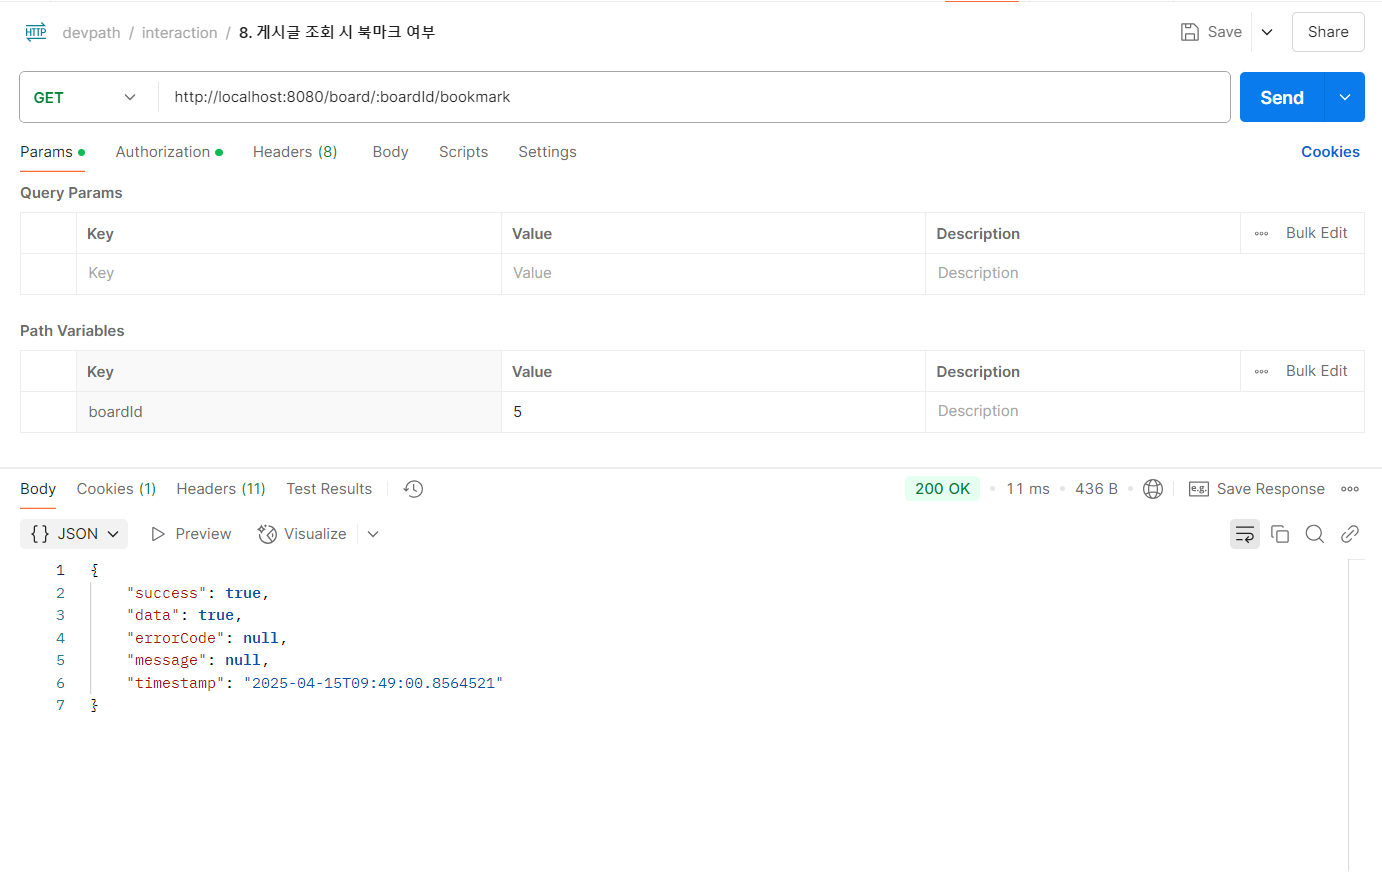 HTTP devpath / interaction / 8. 게시글 조회 시 북마크 여부 Save Share
GET http://localhost:8080/board/:boardId/bookmark Send
Params Authorization Headers (8) Body Scripts Settings Cookies
Query Params
Key Value Description Bulk Edit
Key Value Description
Path Variables
Key Value Description Bulk Edit
boardId 5 Description
Body Cookies (1) Headers (11) Test Results 200 OK 11 ms 436 B e.g. Save Response
{} JSON Preview Visualize
1 {
2 "success": true,
3 "data": true,
4 "errorCode": null,
5 "message": null,
6 "timestamp": "2025-04-15T09:49:00.8564521"
7 }